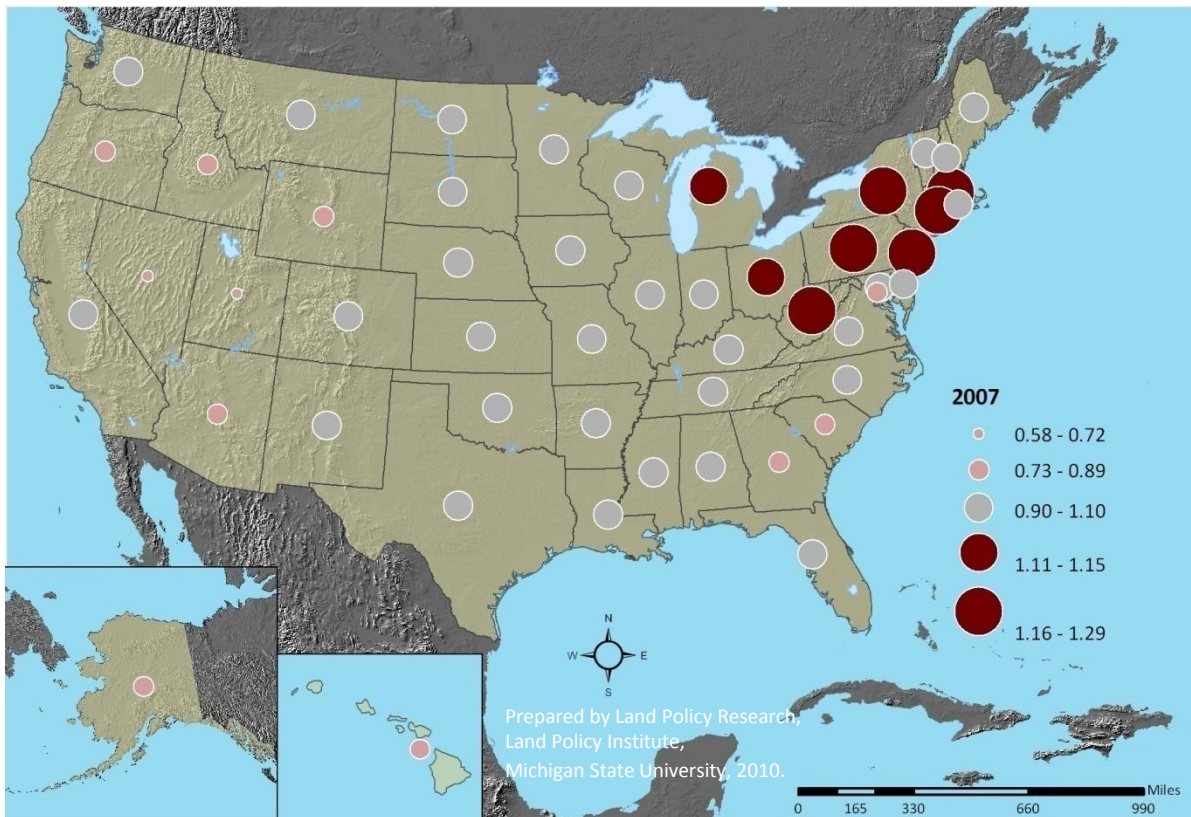 2007
0.58 - 0.72
0.73 - 0.89
0.90 - 1.10
1.11 - 1.15
1.16 - 1.29
N
W E
S
Prepared by Land Policy Research,
Land Policy Institute,
Michigan State University, 2010.
Miles
0 165 330 660 990